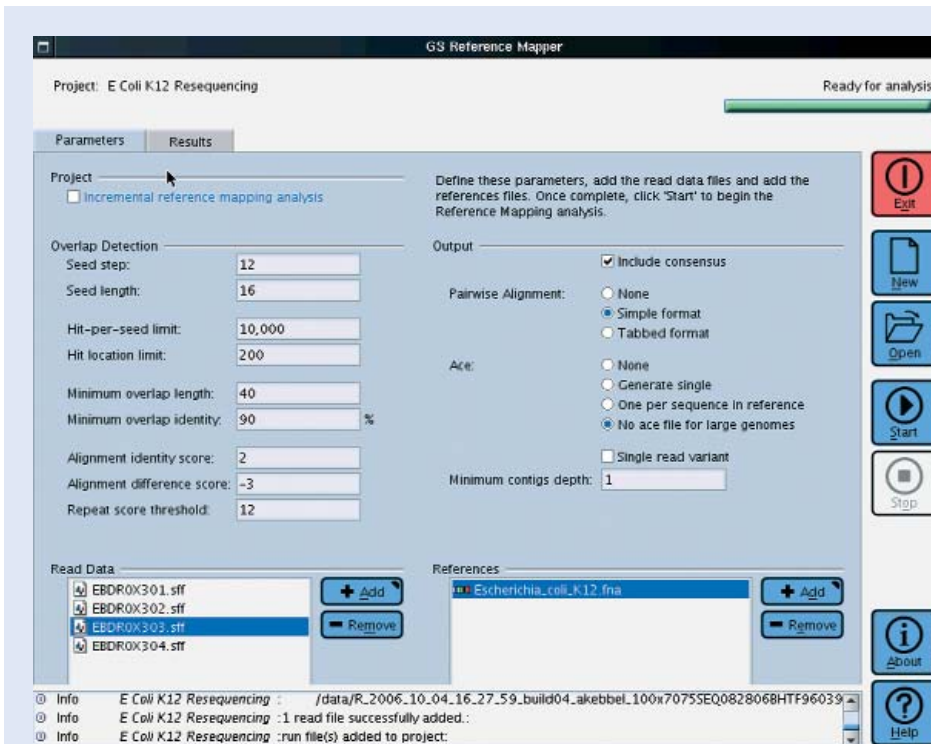 GS Reference Mapper
Project: E Coli K12 Resequencing
Ready for analysis
Parameters
Results
Project
Incremental reference mapping analysis
Define these parameters, add the read data files and add the
references files. Once complete, click 'Start' to begin the
Reference Mapping analysis.
Overlap Detection
Seed step: 12
Seed length: 16
Hit-per-seed limit: 10,000
Hit location limit: 200
Minimum overlap length: 40
Minimum overlap identity: 90 %
Alignment identity score: 2
Alignment difference score: -3
Repeat score threshold: 12
Output
Include consensus
Pairwise Alignment: None
Simple format
Tabbed format
Ace: None
Generate single
One per sequence in reference
No ace file for large genomes
Single read variant
Minimum contigs depth: 1
Read Data
EBDR0X301.sff
EBDR0X302.sff
EBDR0X303.sff
EBDR0X304.sff
Add
Remove
References
Escherichia_coli_K12.fna
Add
Remove
Exit
New
Open
Start
Stop
About
Help
Info E Coli K12 Resequencing : /data/R_2006_10_04_16_27_59_build04_akebbel_100x7075SEQ082806BHTF96039
Info E Coli K12 Resequencing :1 read file successfully added.:
Info E Coli K12 Resequencing :run file(s) added to project: